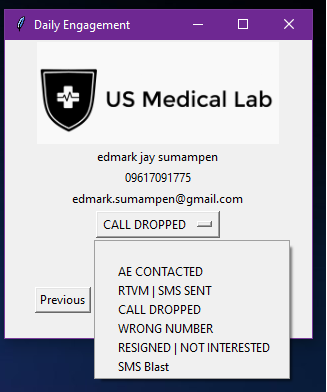 Daily Engagement
US Medical Lab
edmark jay sumampen
09617091775
edmark.sumampen@gmail.com
CALL DROPPED
AE CONTACTED
RTVM | SMS SENT
CALL DROPPED
WRONG NUMBER
RESIGNED | NOT INTERESTED
SMS Blast
Previous